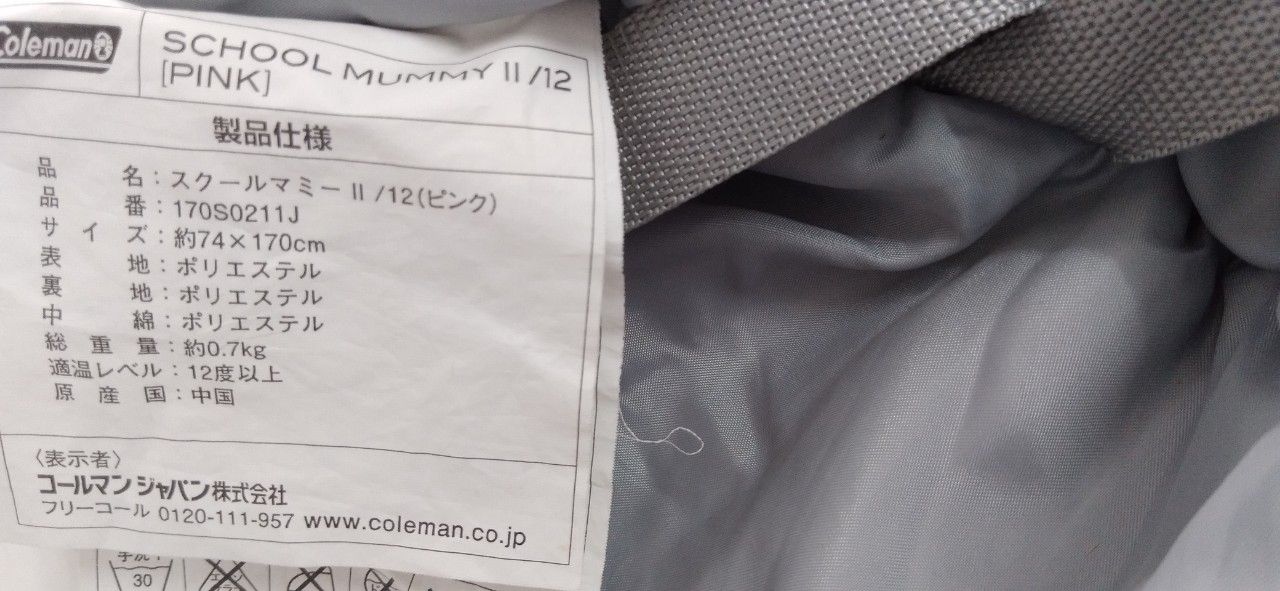 Coleman
SCHOOL MUMMY II/12
[PINK]
製品仕様
品名:スクールマミーII/12(ピンク)
品番:170S0211J
サイズ:約74×170cm
表地:ポリエステル
裏地:ポリエステル
中綿:ポリエステル
総重量:約0.7kg
適温レベル:12度以上
原産国:中国
〈表示者〉
コールマン ジャパン株式会社
フリーコール 0120-111-957 www.coleman.co.jp
30